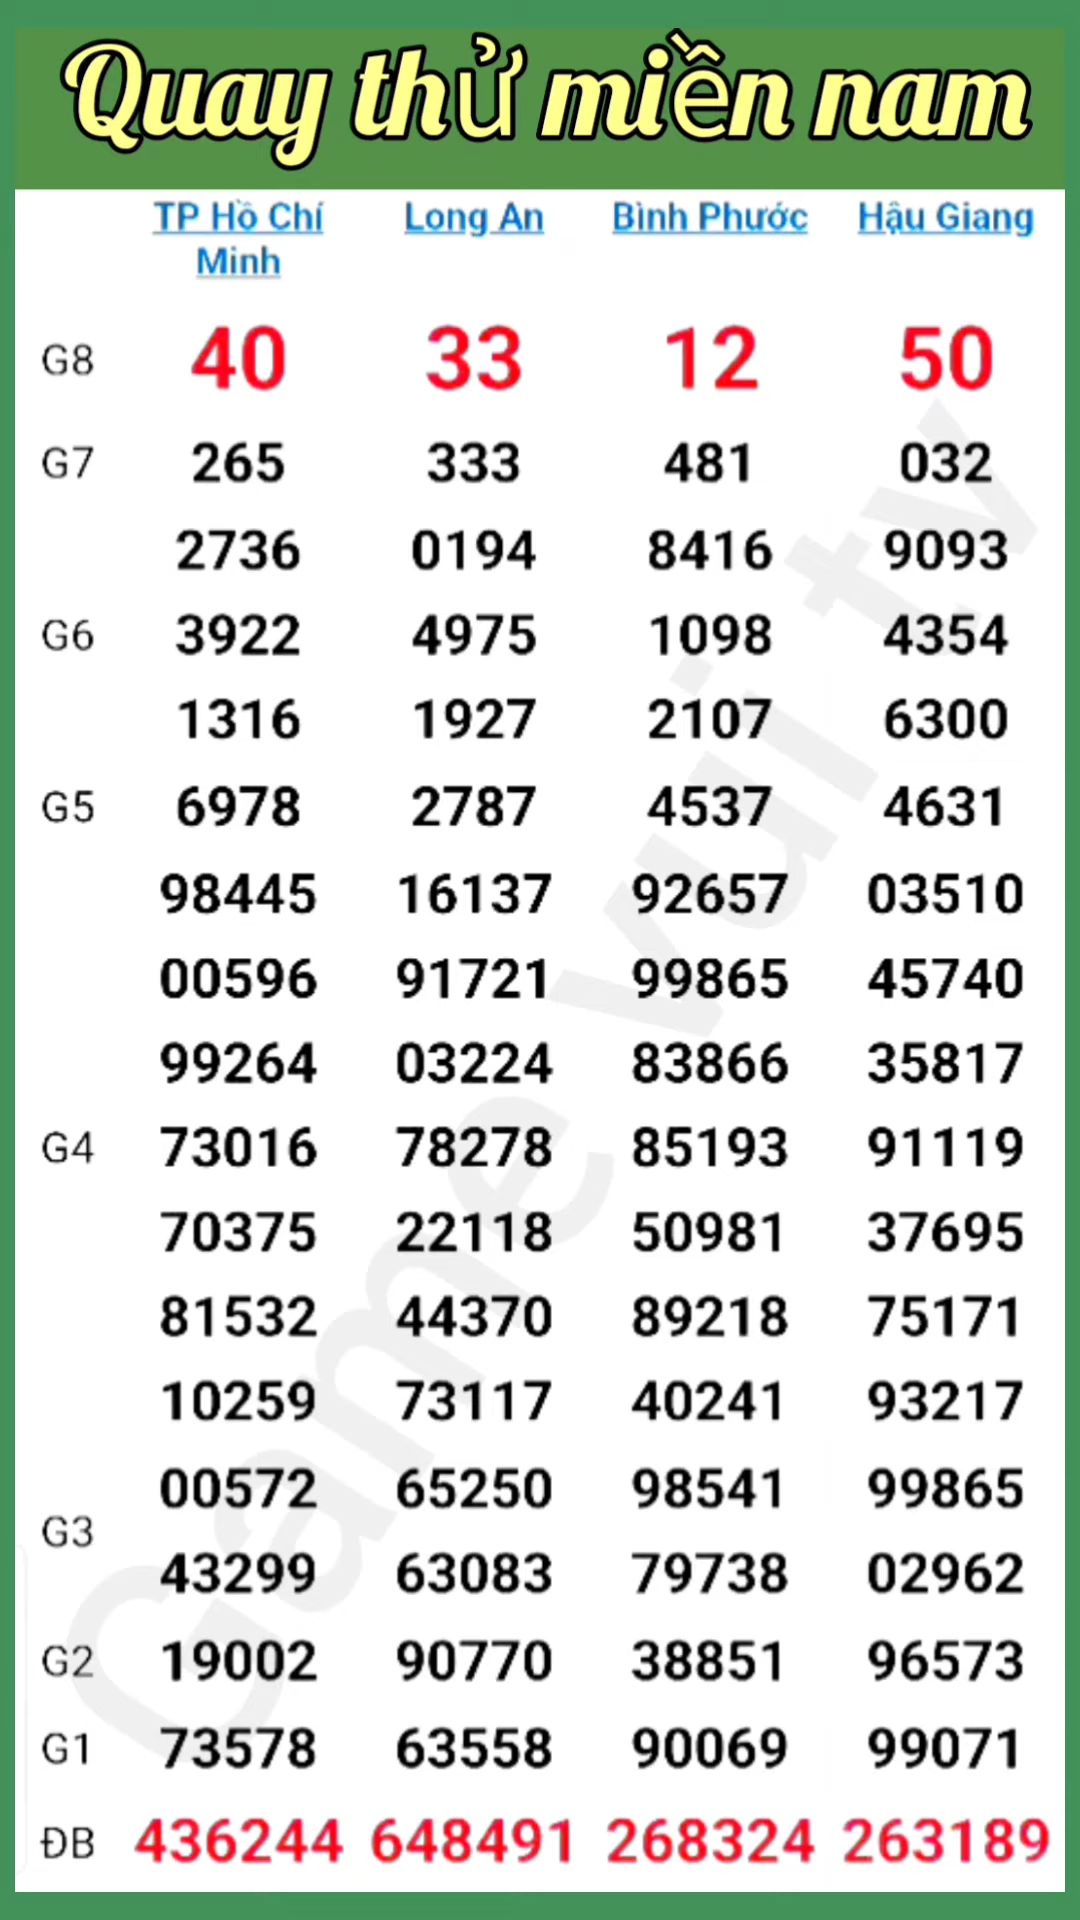 Quay thử miền nam
TP Hồ Chí Minh Long An Bình Phước Hậu Giang
G8 40 33 12 50
G7 265 333 481 032
2736 0194 8416 9093
G6 3922 4975 1098 4354
1316 1927 2107 6300
G5 6978 2787 4537 4631
98445 16137 92657 03510
00596 91721 99865 45740
99264 03224 83866 35817
G4 73016 78278 85193 91119
70375 22118 50981 37695
81532 44370 89218 75171
10259 73117 40241 93217
00572 65250 98541 99865
G3
43299 63083 79738 02962
G2 19002 90770 38851 96573
G1 73578 63558 90069 99071
ĐB 436244 648491 268324 263189
Game vui tv